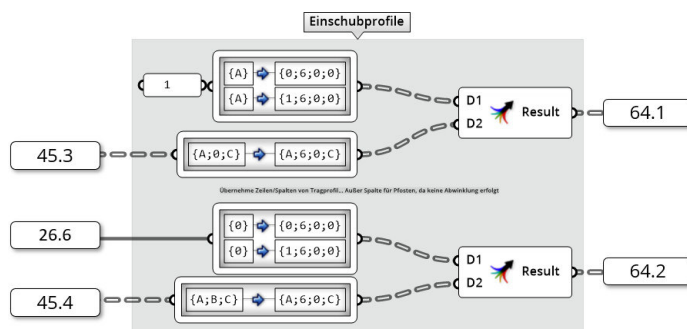 Einschubprofile
1
{A} {0;6;0;0}
{A} {1;6;0;0}
D1
D2
Result
64.1
45.3
{A;0;C} {A;6;0;C}
Übernehme Zeilen/Spalten von Tragprofil... Außer Spalte für Pfosten, da keine Abwinklung erfolgt
26.6
{0} {0;6;0;0}
{0} {1;6;0;0}
D1
D2
Result
64.2
45.4
{A;B;C} {A;6;0;C}